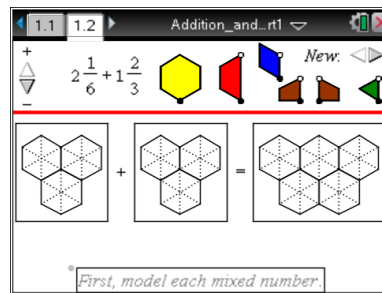 1.1 1.2 Addition_and...rt1
+ 2 1/6 + 1 2/3 New:
−
+ =
First, model each mixed number.